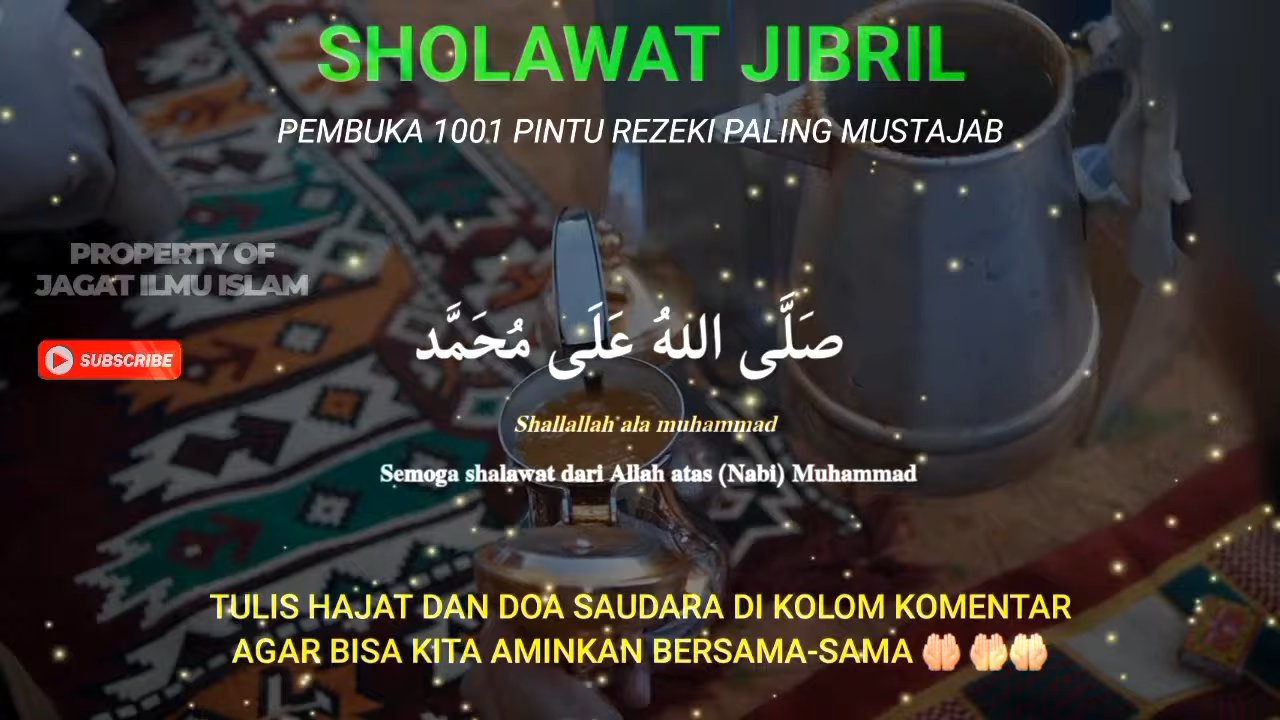 SHOLAWAT JIBRIL
PEMBUKA 1001 PINTU REZEKI PALING MUSTAJAB
PROPERTY OF
JAGAT ILMU ISLAM
SUBSCRIBE
صَلَّى اللهُ عَلَى مُحَمَّد
Shallallah ala muhammad
Semoga shalawat dari Allah atas (Nabi) Muhammad
TULIS HAJAT DAN DOA SAUDARA DI KOLOM KOMENTAR
AGAR BISA KITA AMINKAN BERSAMA-SAMA 🤲🏻 🤲🏻🤲🏻